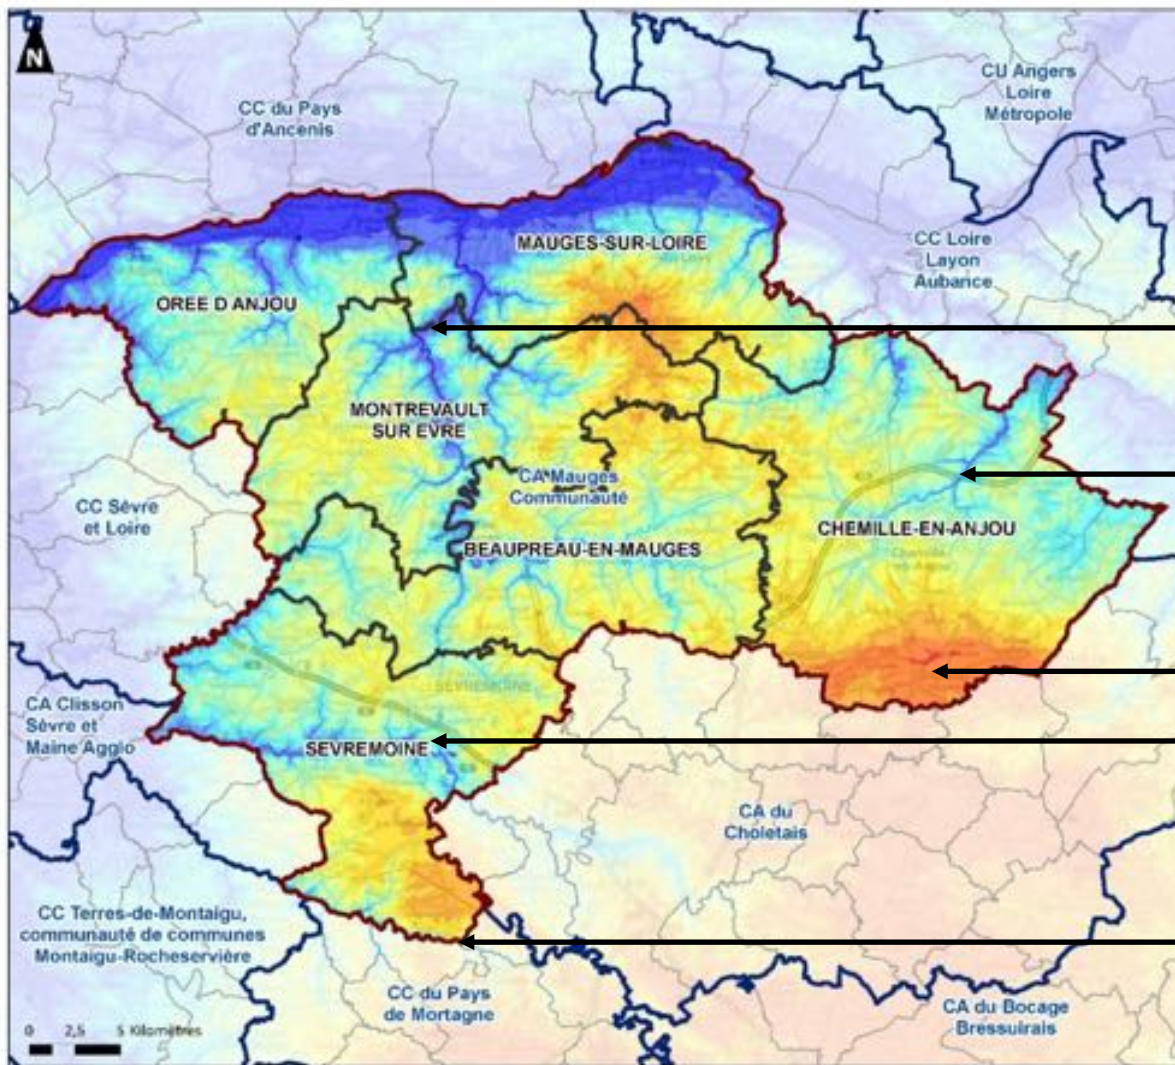 N
CC du Pays
d'Ancenis
CU Angers
Loire
Métropole
MAUGES-SUR-LOIRE
CC Loire
Layon
Aubance
OREE D ANJOU
MONTREVAULT
SUR EVRE
CA Mauges
Communauté
CC Sèvre
et Loire
CHEMILLE-EN-ANJOU
BEAUPREAU-EN-MAUGES
SEVREMOINE
CA Clisson
Sèvre et
Maine Agglo
SEVREMOINE
CA du
Choletais
CC Terres-de-Montaigu,
communauté de communes
Montaigu-Rocheservière
CC du Pays
de Mortagne
CA du Bocage
Bressuirais
0 2,5 5 Kilomètres